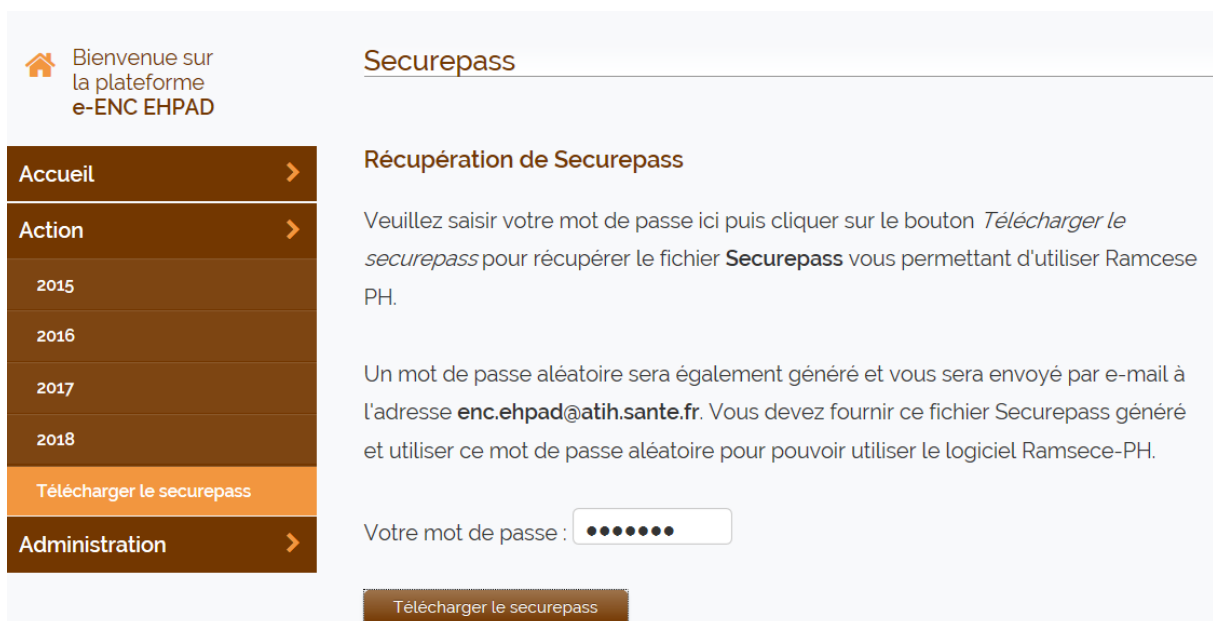 Bienvenue sur
la plateforme
e-ENC EHPAD
Accueil
Action
2015
2016
2017
2018
Télécharger le securepass
Administration
Securepass
Récupération de Securepass
Veuillez saisir votre mot de passe ici puis cliquer sur le bouton Télécharger le
securepass pour récupérer le fichier Securepass vous permettant d'utiliser Ramcese
PH.
Un mot de passe aléatoire sera également généré et vous sera envoyé par e-mail à
l'adresse enc.ehpad@atih.sante.fr. Vous devez fournir ce fichier Securepass généré
et utiliser ce mot de passe aléatoire pour pouvoir utiliser le logiciel Ramsece-PH.
Votre mot de passe : •••••••
Télécharger le securepass